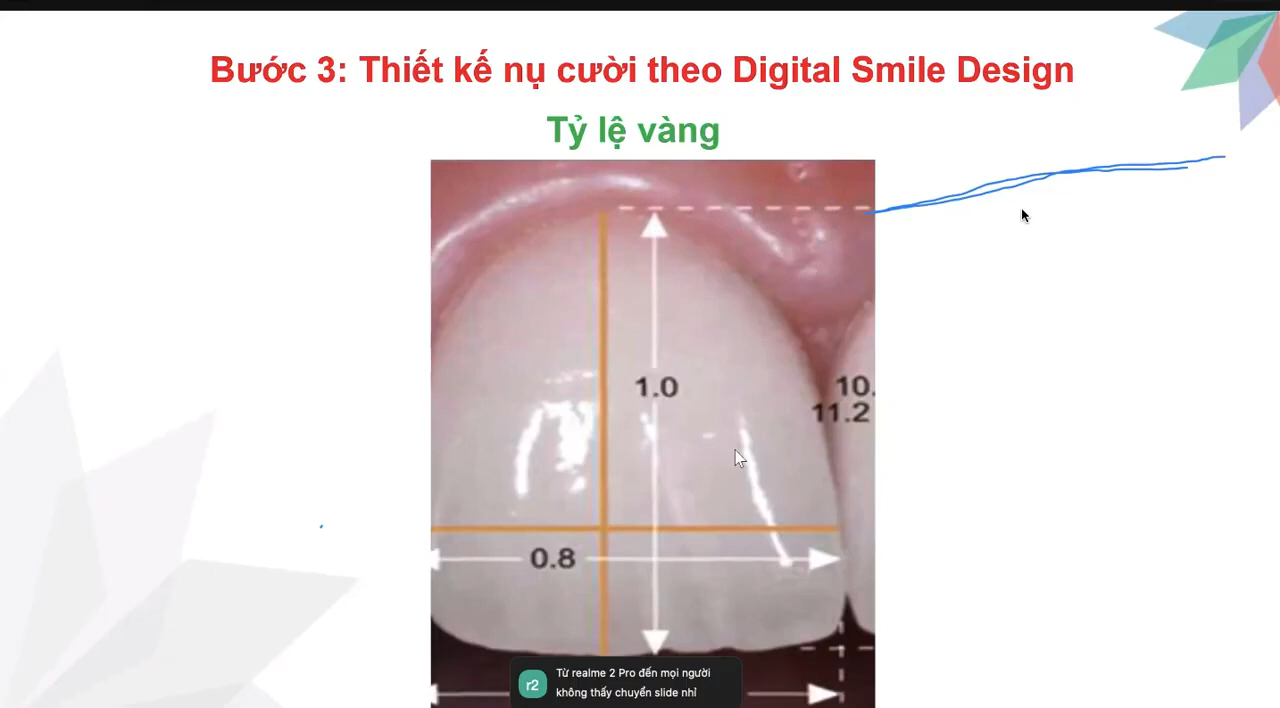 Bước 3: Thiết kế nụ cười theo Digital Smile Design
Tỷ lệ vàng
1.0
10.
11.2
0.8
r2
Từ realme 2 Pro đến mọi người
không thấy chuyển slide nhỉ